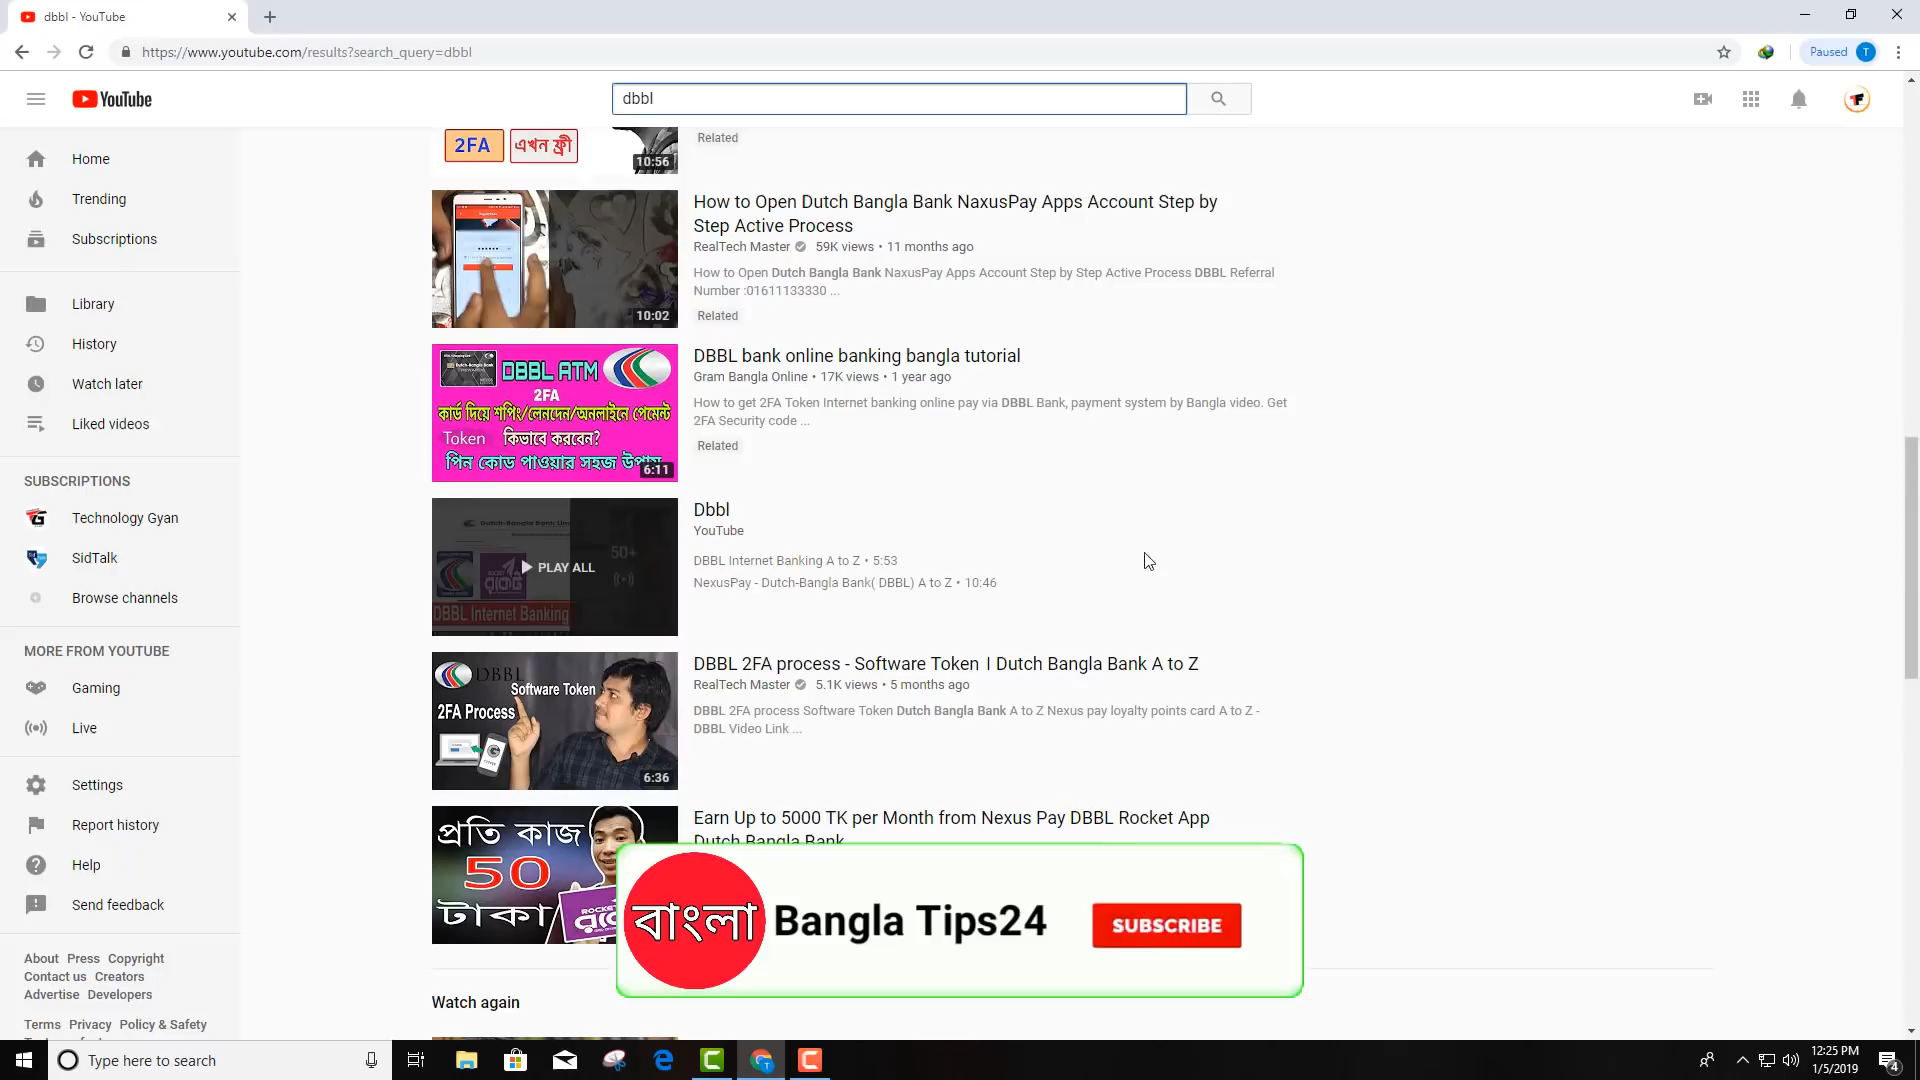 dbbl - YouTube
https://www.youtube.com/results?search_query=dbbl
Paused
T
YouTube
dbbl
Home
Trending
Subscriptions
Library
History
Watch later
Liked videos
SUBSCRIPTIONS
Technology Gyan
SidTalk
Browse channels
MORE FROM YOUTUBE
Gaming
Live
Settings
Report history
Help
Send feedback
About Press Copyright
Contact us Creators
Advertise Developers
Terms Privacy Policy & Safety
2FA
এখন ফ্রী
10:56
Related
10:02
How to Open Dutch Bangla Bank NaxusPay Apps Account Step by
Step Active Process
RealTech Master 59K views • 11 months ago
How to Open Dutch Bangla Bank NaxusPay Apps Account Step by Step Active Process DBBL Referral
Number :01611133330 ...
Related
DBBL ATM
2FA
কার্ড দিয়ে শপিং/লেনদেন/অনলাইনে পেমেন্ট
Token কিভাবে করবেন?
পিন কোড পাওয়ার সহজ উপায়
6:11
DBBL bank online banking bangla tutorial
Gram Bangla Online • 17K views • 1 year ago
How to get 2FA Token Internet banking online pay via DBBL Bank, payment system by Bangla video. Get
2FA Security code ...
Related
50+
PLAY ALL
DBBL Internet Banking
Dbbl
YouTube
DBBL Internet Banking A to Z • 5:53
NexusPay - Dutch-Bangla Bank( DBBL) A to Z • 10:46
DBBL
Software Token
2FA Process
6:36
DBBL 2FA process - Software Token । Dutch Bangla Bank A to Z
RealTech Master 5.1K views • 5 months ago
DBBL 2FA process Software Token Dutch Bangla Bank A to Z Nexus pay loyalty points card A to Z -
DBBL Video Link ...
প্রতি কাজ
50
টাকা
Earn Up to 5000 TK per Month from Nexus Pay DBBL Rocket App
Dutch Bangla Bank
বাংলা
Bangla Tips24
SUBSCRIBE
Watch again
Type here to search
12:25 PM
1/5/2019
4